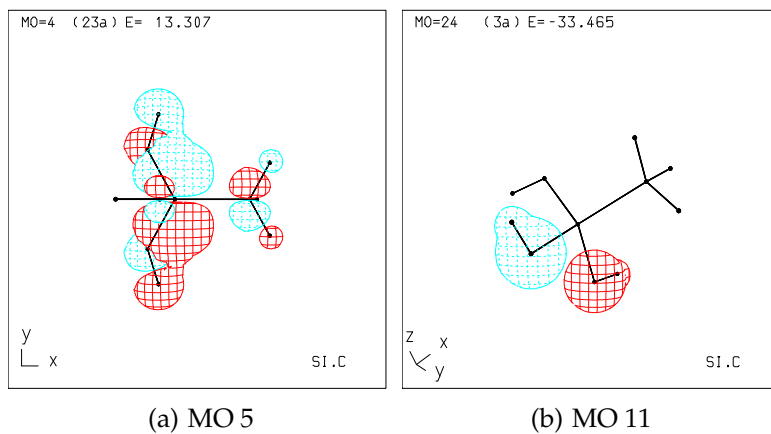 MO=4 (23a) E= 13.307
y
x
SI.C
(a) MO 5
MO=24 (3a) E=-33.465
z
x
y
SI.C
(b) MO 11